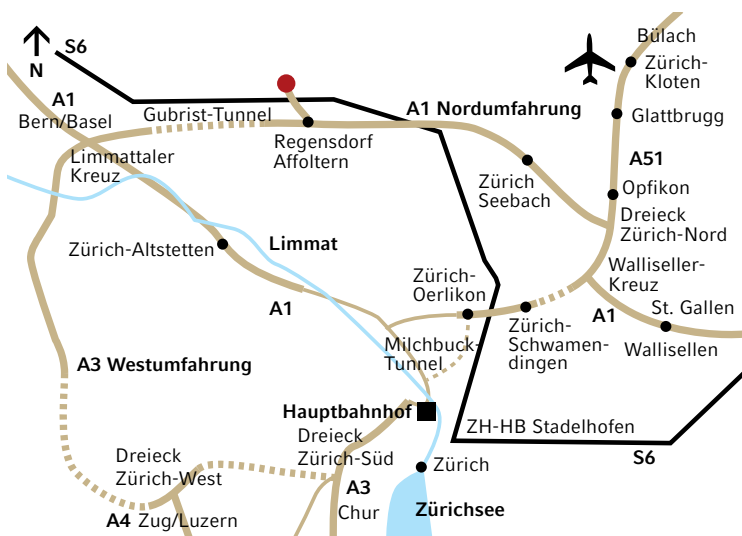 N
S6
A1
Bern/Basel
Gubrist-Tunnel
Limmattaler
Kreuz
Regensdorf
Affoltern
A1 Nordumfahrung
Bülach
Zürich-
Kloten
Glattbrugg
A51
Opfikon
Zürich
Seebach
Dreieck
Zürich-Nord
Walliseller-
Kreuz
St. Gallen
A1
Wallisellen
Zürich-Altstetten
Limmat
A1
Zürich-
Oerlikon
Zürich-
Schwamen-
dingen
Milchbuck-
Tunnel
A3 Westumfahrung
Hauptbahnhof
ZH-HB Stadelhofen
S6
Dreieck
Zürich-Süd
Dreieck
Zürich-West
Zürich
A3
Chur
Zürichsee
A4 Zug/Luzern